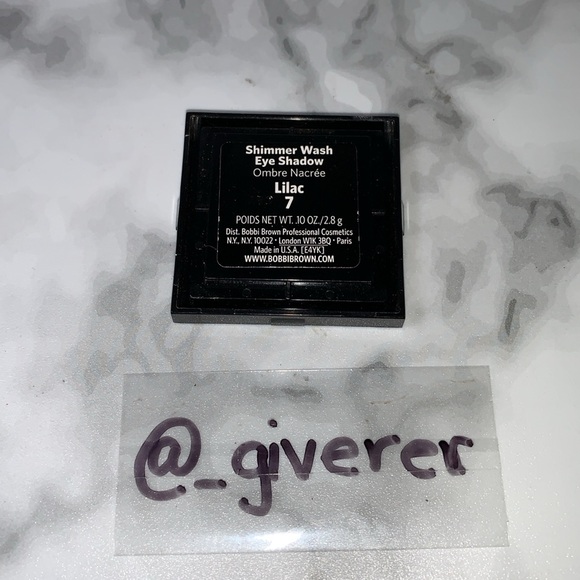 Shimmer Wash
Eye Shadow
Ombre Nacrée
Lilac
7
POIDS NET WT. .10 OZ./2.8 g
Dist. Bobbi Brown Professional Cosmetics
N.Y., N.Y. 10022 • London W1K 3BQ • Paris
Made in U.S.A. [E4YK]
WWW.BOBBIBROWN.COM
@_giverer